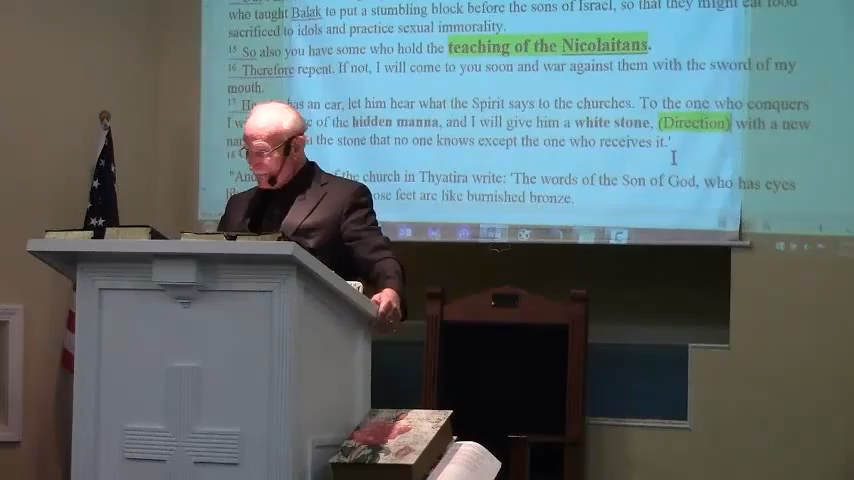 who taught Balak to put a stumbling block before the sons of Israel, so that they might eat food
sacrificed to idols and practice sexual immorality.
15 So also you have some who hold the teaching of the Nicolaitans.
16 Therefore repent. If not, I will come to you soon and war against them with the sword of my
mouth.
17 as an ear, let him hear what the Spirit says to the churches. To the one who conquers
I of the hidden manna, and I will give him a white stone, (Direction) with a new
the stone that no one knows except the one who receives it.'
18
"And f the church in Thyatira write: 'The words of the Son of God, who has eyes
ose feet are like burnished bronze.